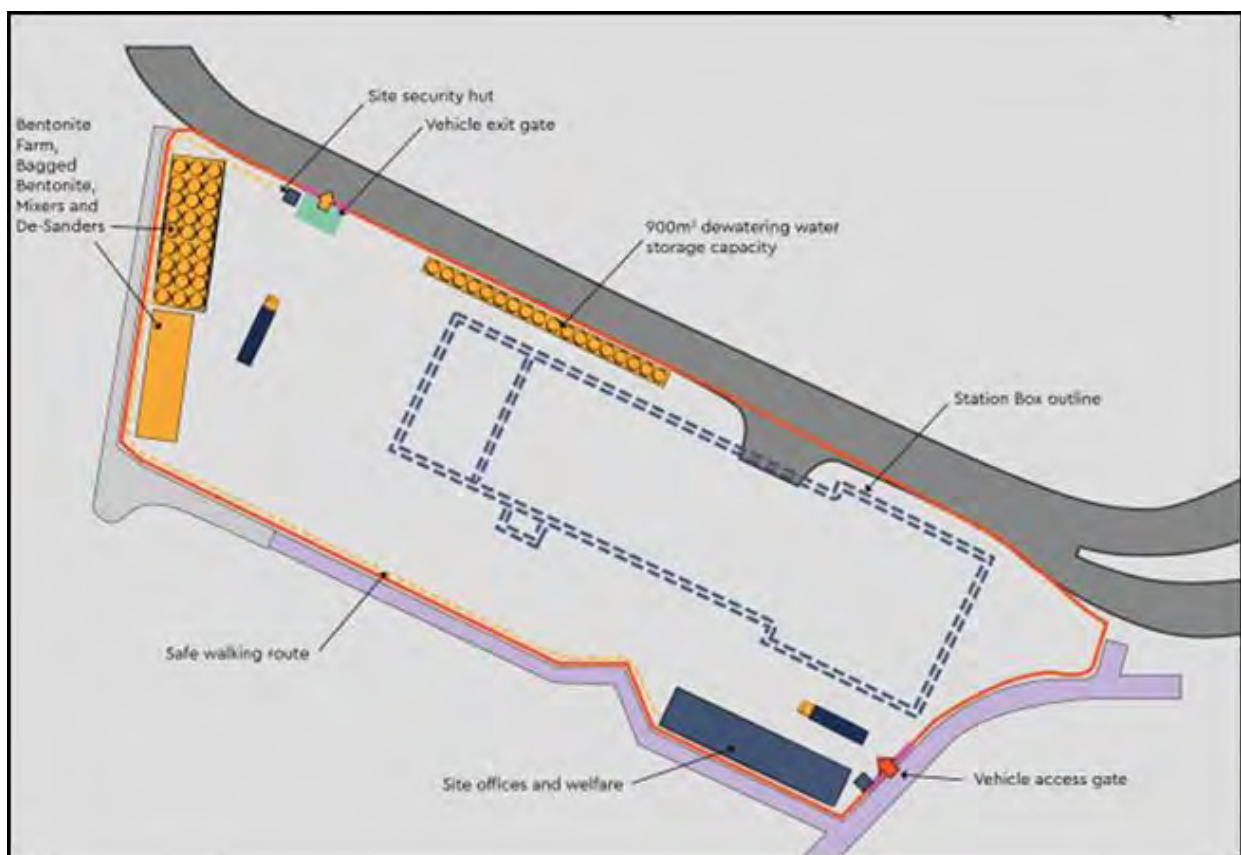 Site security hut
Vehicle exit gate
Bentonite
Farm,
Bagged
Bentonite,
Mixers and
De-Sanders
900m³ dewatering water
storage capacity
Station Box outline
Safe walking route
Site offices and welfare
Vehicle access gate